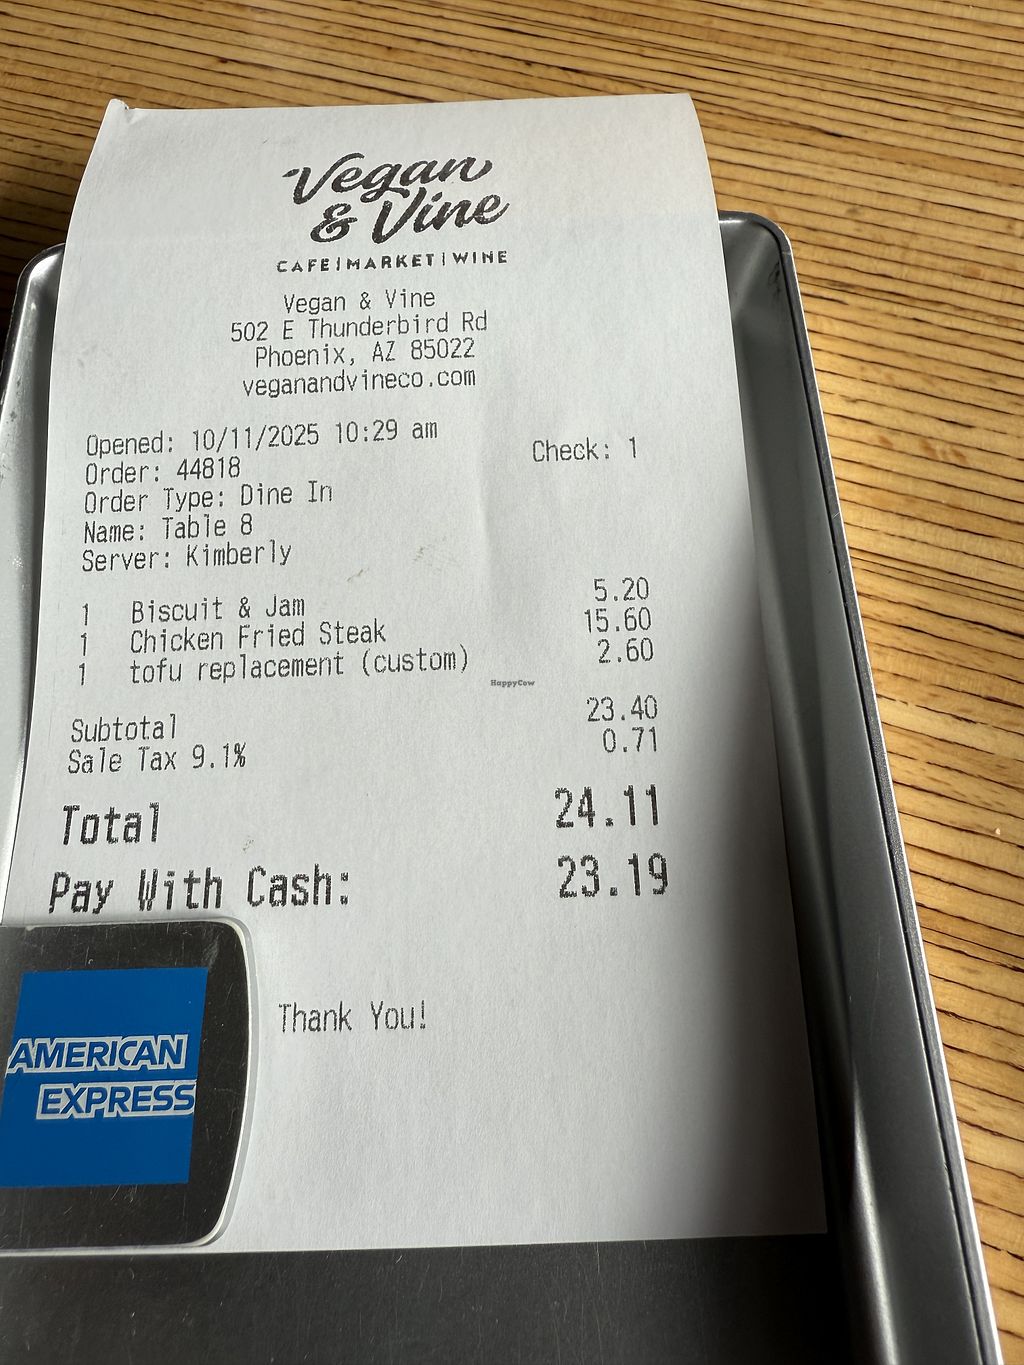 Vegan
& Vine
CAFE|MARKET|WINE
Vegan & Vine
502 E Thunderbird Rd
Phoenix, AZ 85022
veganandvineco.com
Opened: 10/11/2025 10:29 am
Check: 1
Order: 44818
Order Type: Dine In
Name: Table 8
Server: Kimberly
1 Biscuit & Jam 5.20
1 Chicken Fried Steak 15.60
1 tofu replacement (custom) 2.60
HappyCow
Subtotal 23.40
Sale Tax 9.1% 0.71
Total 24.11
Pay With Cash: 23.19
Thank You!
AMERICAN
EXPRESS